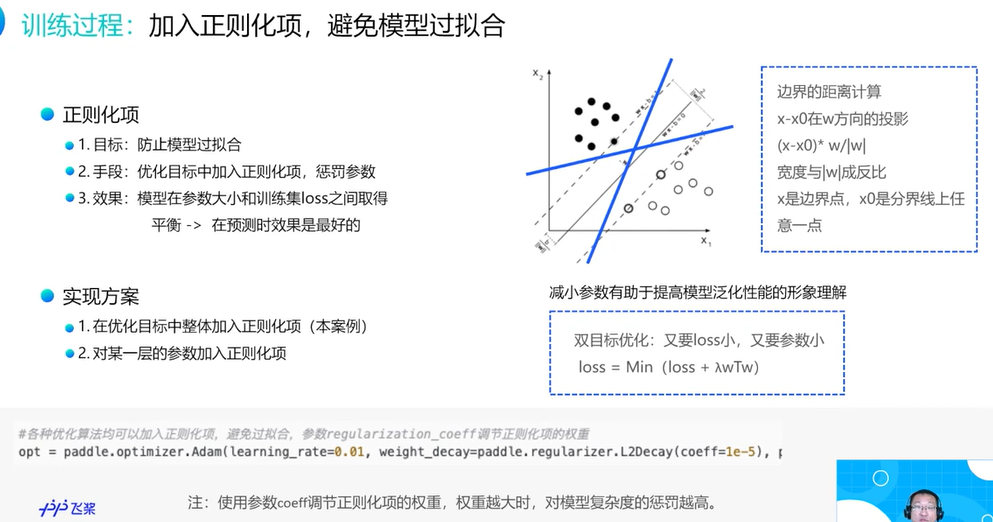 训练过程：加入正则化项，避免模型过拟合
正则化项
1. 目标：防止模型过拟合
2. 手段：优化目标中加入正则化项，惩罚参数
3. 效果：模型在参数大小和训练集loss之间取得
平衡 -> 在预测时效果是最好的
实现方案
1. 在优化目标中整体加入正则化项（本案例）
2. 对某一层的参数加入正则化项
x₂
x₁
边界的距离计算
x-x0在w方向的投影
(x-x0)* w/|w|
宽度与|w|成反比
x是边界点，x0是分界线上任
意一点
减小参数有助于提高模型泛化性能的形象理解
双目标优化：又要loss小，又要参数小
loss = Min（loss + λwTw）
#各种优化算法均可以加入正则化项，避免过拟合，参数regularization_coeff调节正则化项的权重
opt = paddle.optimizer.Adam(learning_rate=0.01, weight_decay=paddle.regularizer.L2Decay(coeff=1e-5),
飞桨
注：使用参数coeff调节正则化项的权重，权重越大时，对模型复杂度的惩罚越高。